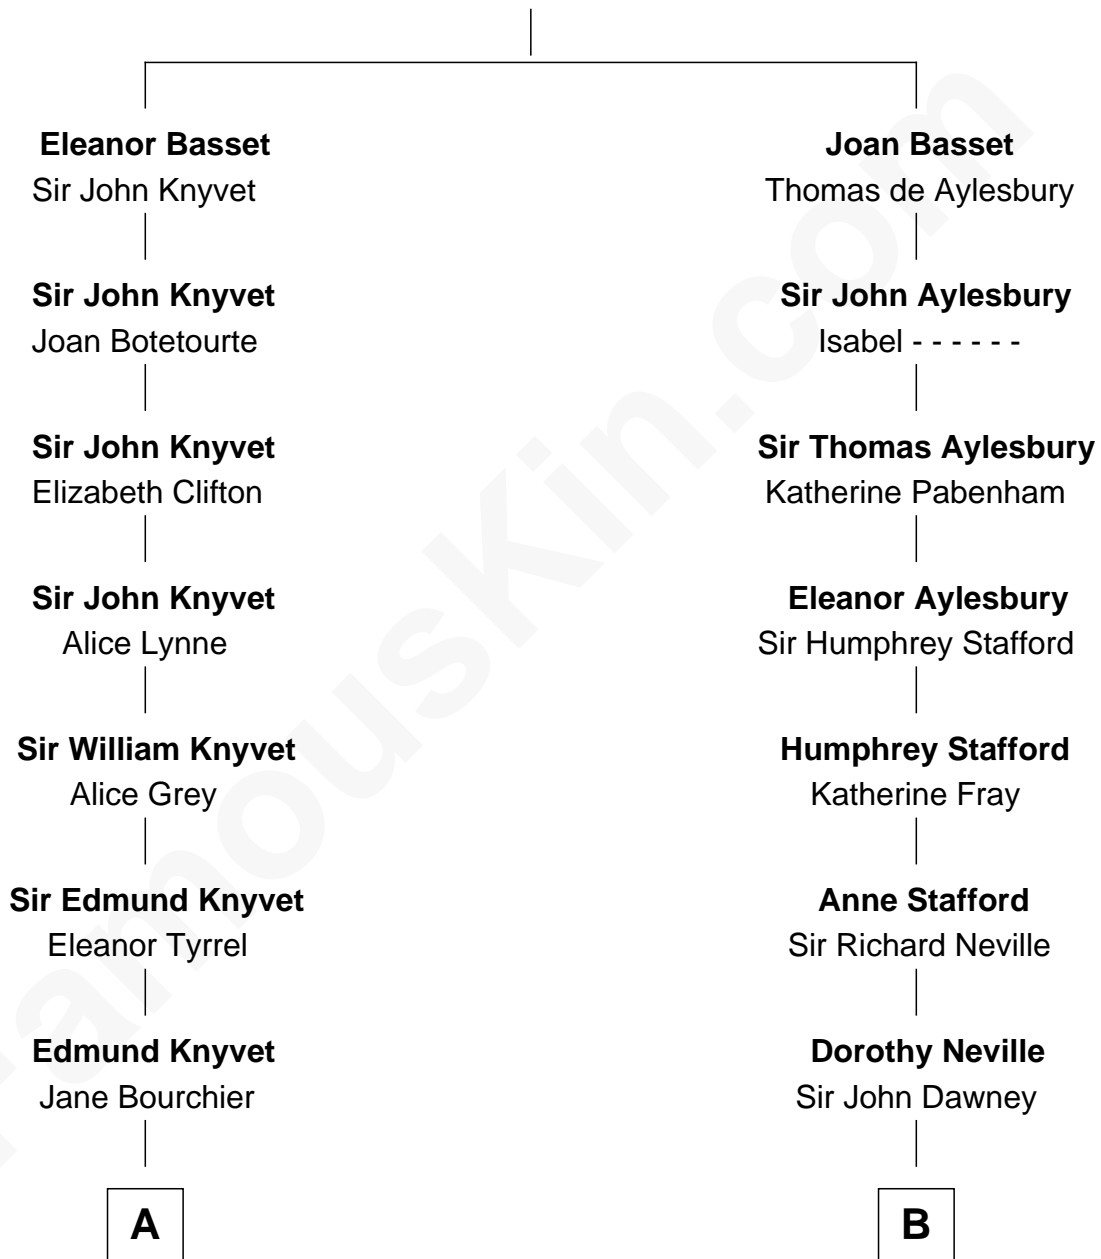 Eleanor Basset
Sir John Knyvet
Joan Basset
Thomas de Aylesbury
Sir John Knyvet
Joan Botetourte
Sir John Aylesbury
Isabel - - - - - -
Sir John Knyvet
Elizabeth Clifton
Sir Thomas Aylesbury
Katherine Pabenham
Sir John Knyvet
Alice Lynne
Eleanor Aylesbury
Sir Humphrey Stafford
Sir William Knyvet
Alice Grey
Humphrey Stafford
Katherine Fray
Sir Edmund Knyvet
Eleanor Tyrrel
Anne Stafford
Sir Richard Neville
Edmund Knyvet
Jane Bourchier
Dorothy Neville
Sir John Dawney
A
B
FamousKin.com